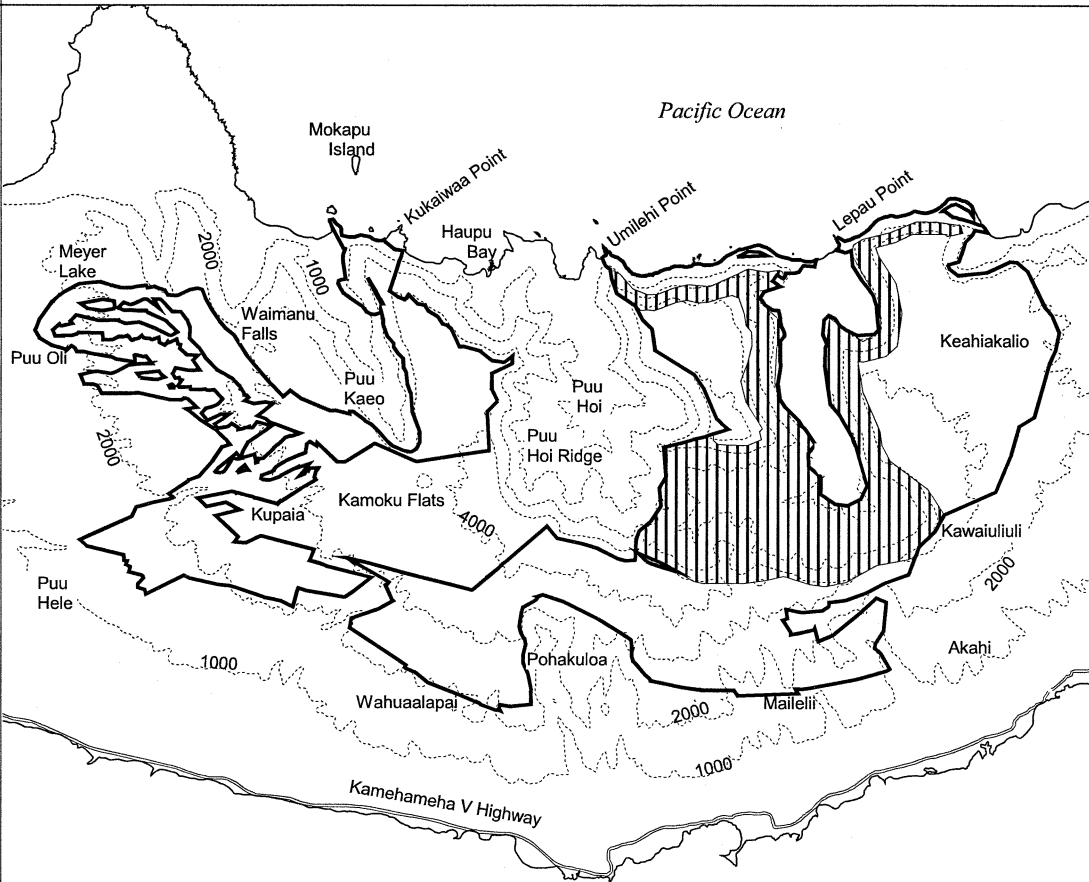 Pacific Ocean
Mokapu
Island
Kukaiwaa Point
Haupu
Bay
Umilehi Point
Lepau Point
Meyer
Lake
2000
1000
Waimanu
Falls
Puu Oli
Puu
Kaeo
Puu
Hoi
Keahiakalio
Puu
Hoi Ridge
2000
Kamoku Flats
Kupaia
4000
Kawaiuliuli
2000
Puu
Hele
1000
Pohakuloa
Akahi
Wahuaalapai
Mailelii
2000
1000
Kamehameha V Highway